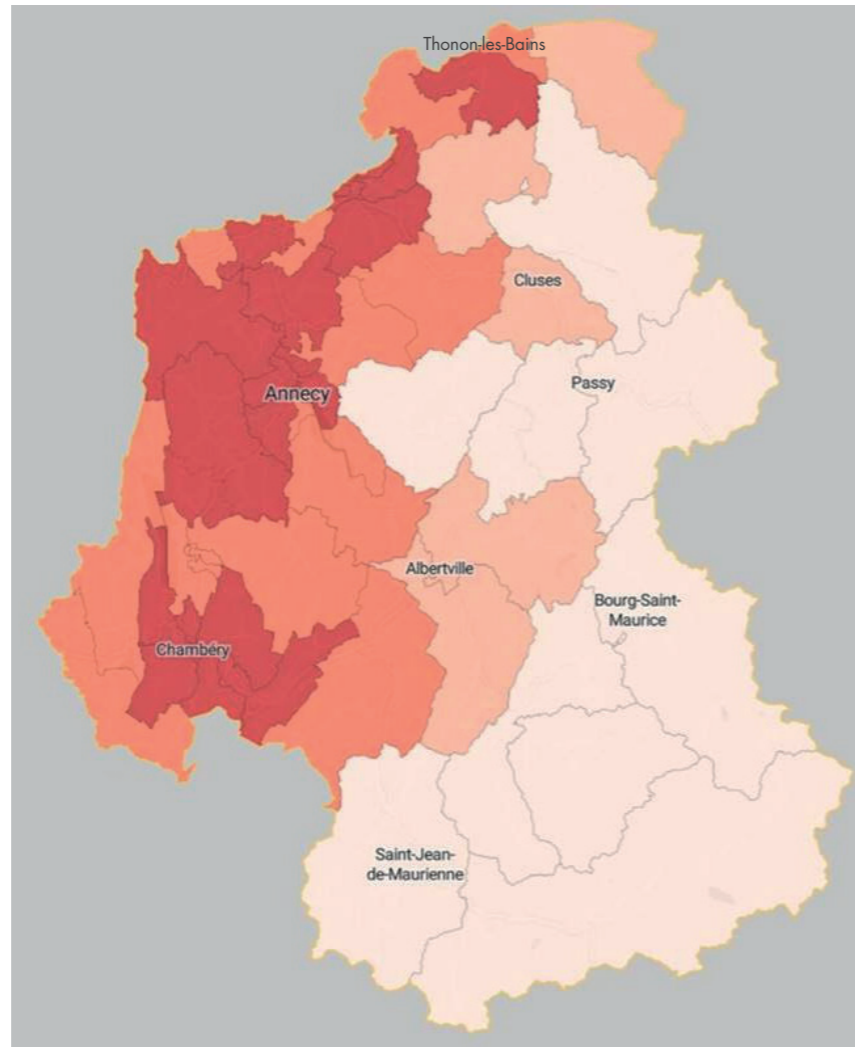 Thonon-les-Bains
Cluses
Passy
Annecy
Albertville
Bourg-Saint-
Maurice
Chambéry
Saint-Jean-
de-Maurienne